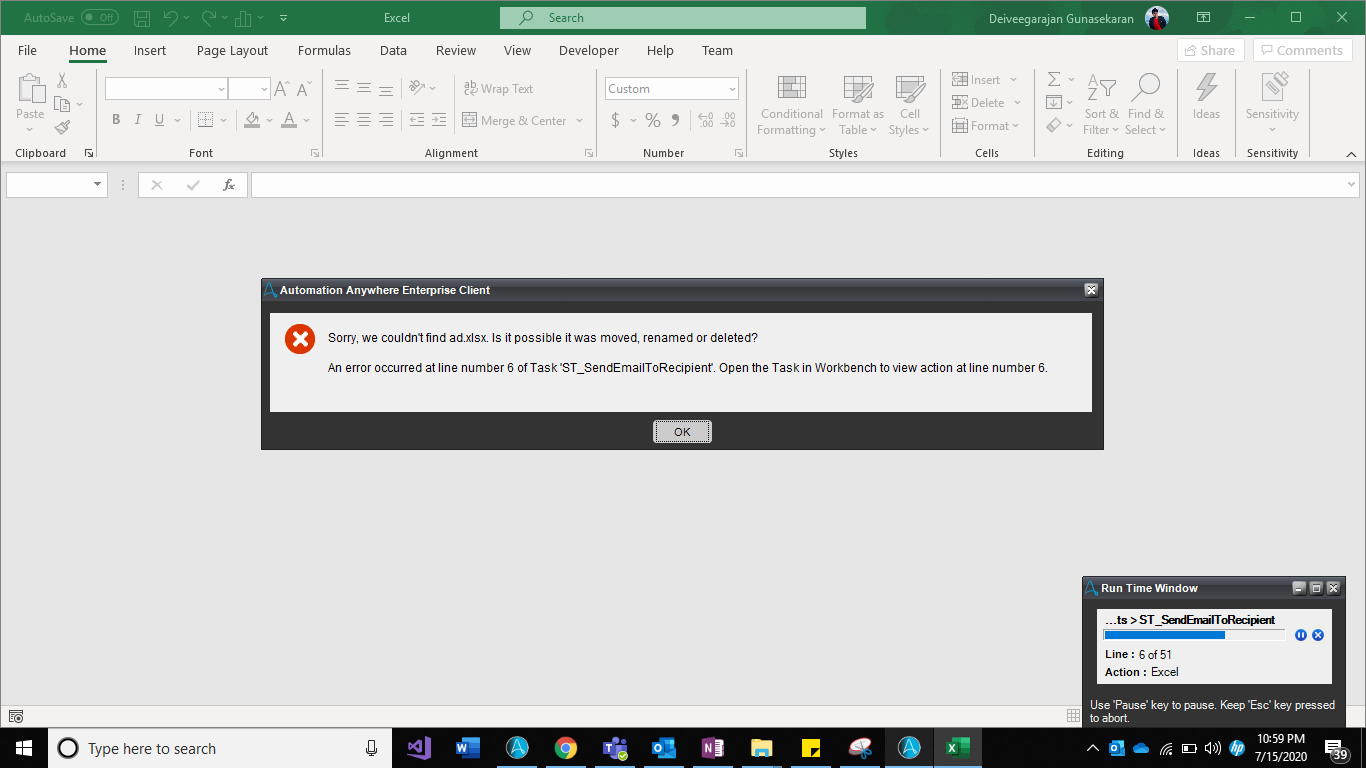 AutoSave Off Excel Search Deiveegarajan Gunasekaran
File Home Insert Page Layout Formulas Data Review View Developer Help Team Share Comments
Paste
Clipboard
B I U A
Font
ab Wrap Text
Merge & Center
Alignment
Custom
$ % 9
Number
Conditional Formatting
Format as Table
Cell Styles
Styles
Insert
Delete
Format
Cells
Sort & Filter
Find & Select
Editing
Ideas
Ideas
Sensitivity
Sensitivity
fx
Automation Anywhere Enterprise Client
Sorry, we couldn't find ad.xlsx. Is it possible it was moved, renamed or deleted?
An error occurred at line number 6 of Task 'ST_SendEmailToRecipient'. Open the Task in Workbench to view action at line number 6.
OK
Run Time Window
...ts > ST_SendEmailToRecipient
Line : 6 of 51
Action : Excel
Use 'Pause' key to pause. Keep 'Esc' key pressed
to abort.
Type here to search
10:59 PM
7/15/2020
39